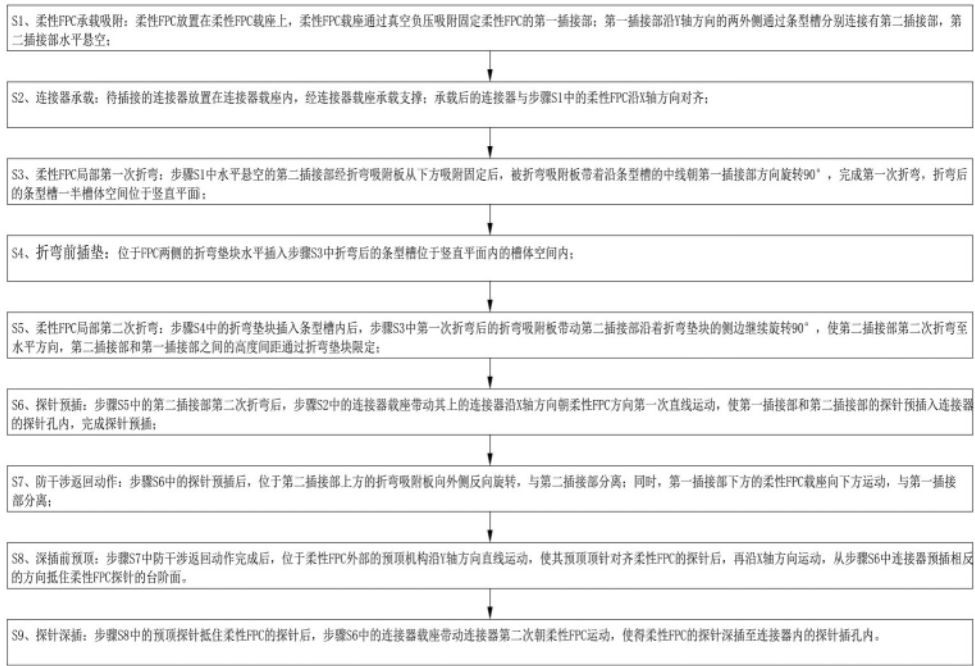 S1、柔性FPC承载吸附：柔性FPC放置在柔性FPC载座上，柔性FPC载座通过真空负压吸附固定柔性FPC的第一插接部；第一插接部沿Y轴方向的两外侧通过条型槽分别连接有第二插接部，第
二插接部水平悬空；
S2、连接器承载：待插接的连接器放置在连接器载座内，经连接器载座承载支撑；承载后的连接器与步骤S1中的柔性FPC沿X轴方向对齐；
S3、柔性FPC局部第一次折弯：步骤S1中水平悬空的第二插接部经折弯吸附板从下方吸附固定后，被折弯吸附板带着沿条型槽的中线朝第一插接部方向旋转90°，完成第一次折弯，折弯后
的条型槽一半槽体空间位于竖直平面；
S4、折弯前插垫：位于FPC两侧的折弯垫块水平插入步骤S3中折弯后的条型槽位于竖直平面内的槽体空间内；
S5、柔性FPC局部第二次折弯：步骤S4中的折弯垫块插入条型槽内后，步骤S3中第一次折弯后的折弯吸附板带动第二插接部沿着折弯垫块的侧边继续旋转90°，使第二插接部第二次折弯至
水平方向，第二插接部和第一插接部之间的高度间距通过折弯垫块限定；
S6、探针预插：步骤S5中的第二插接部第二次折弯后，步骤S2中的连接器载座带动其上的连接器沿X轴方向朝柔性FPC方向第一次直线运动，使第一插接部和第二插接部的探针预插入连接器
的探针孔内，完成探针预插；
S7、防干涉返回动作：步骤S6中的探针预插后，位于第二插接部上方的折弯吸附板向外侧反向旋转，与第二插接部分离；同时，第一插接部下方的柔性FPC载座向下方运动，与第一插接
部分离；
S8、深插前预顶：步骤S7中防干涉返回动作完成后，位于柔性FPC外部的预顶机构沿Y轴方向直线运动，使其预顶顶针对齐柔性FPC的探针后，再沿X轴方向运动，从步骤S6中连接器预插相反
的方向抵住柔性FPC探针的台阶面。
S9、探针深插：步骤S8中的预顶探针抵住柔性FPC的探针后，步骤S6中的连接器载座带动连接器第二次朝柔性FPC运动，使得柔性FPC的探针深插至连接器内的探针插孔内。